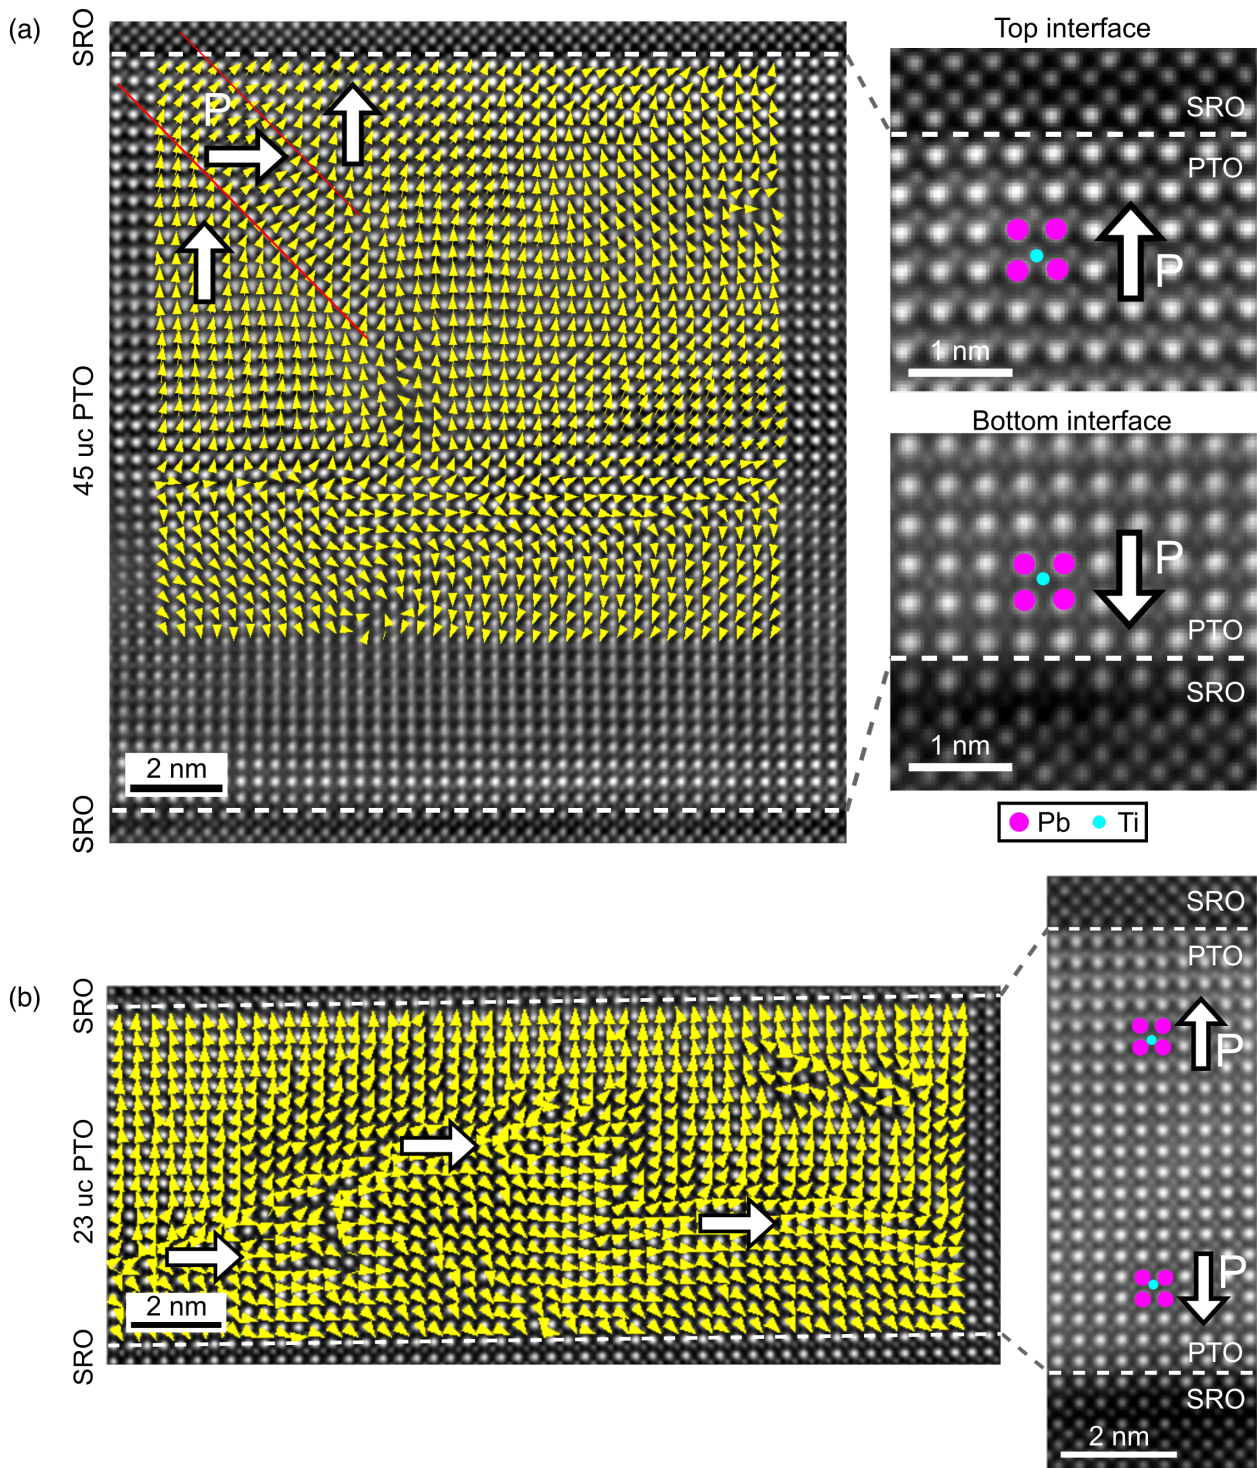 (a)
SRO
45 uc PTO
SRO
P
2 nm
Top interface
SRO
PTO
P
1 nm
Bottom interface
P
PTO
SRO
1 nm
Pb Ti
(b)
SRO
23 uc PTO
SRO
2 nm
SRO
PTO
P
P
PTO
SRO
2 nm